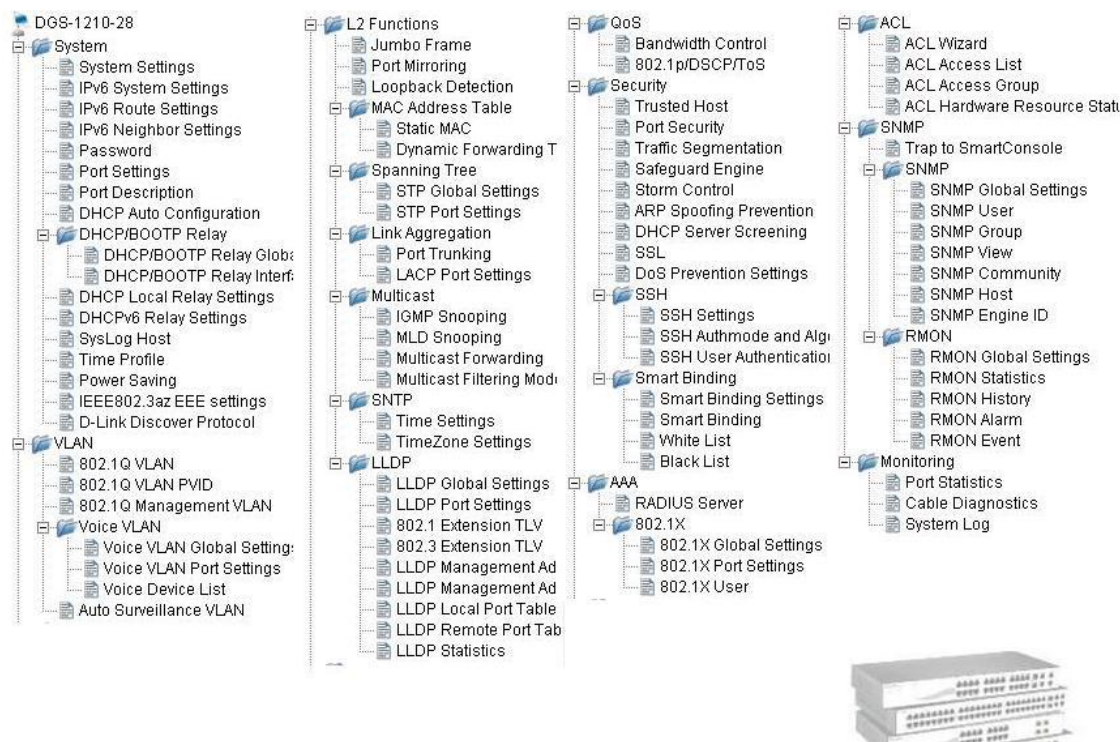 DGS-1210-28
System
System Settings
IPv6 System Settings
IPv6 Route Settings
IPv6 Neighbor Settings
Password
Port Settings
Port Description
DHCP Auto Configuration
DHCP/BOOTP Relay
DHCP/BOOTP Relay Globa
DHCP/BOOTP Relay Interfa
DHCP Local Relay Settings
DHCPv6 Relay Settings
SysLog Host
Time Profile
Power Saving
IEEE802.3az EEE settings
D-Link Discover Protocol
VLAN
802.1Q VLAN
802.1Q VLAN PVID
802.1Q Management VLAN
Voice VLAN
Voice VLAN Global Setting
Voice VLAN Port Settings
Voice Device List
Auto Surveillance VLAN
L2 Functions
Jumbo Frame
Port Mirroring
Loopback Detection
MAC Address Table
Static MAC
Dynamic Forwarding T
Spanning Tree
STP Global Settings
STP Port Settings
Link Aggregation
Port Trunking
LACP Port Settings
Multicast
IGMP Snooping
MLD Snooping
Multicast Forwarding
Multicast Filtering Mod
SNTP
Time Settings
TimeZone Settings
LLDP
LLDP Global Settings
LLDP Port Settings
802.1 Extension TLV
802.3 Extension TLV
LLDP Management Ad
LLDP Management Ad
LLDP Local Port Table
LLDP Remote Port Tab
LLDP Statistics
QoS
Bandwidth Control
802.1p/DSCP/ToS
Security
Trusted Host
Port Security
Traffic Segmentation
Safeguard Engine
Storm Control
ARP Spoofing Prevention
DHCP Server Screening
SSL
DoS Prevention Settings
SSH
SSH Settings
SSH Authmode and Algo
SSH User Authentication
Smart Binding
Smart Binding Settings
Smart Binding
White List
Black List
AAA
RADIUS Server
802.1X
802.1X Global Settings
802.1X Port Settings
802.1X User
ACL
ACL Wizard
ACL Access List
ACL Access Group
ACL Hardware Resource Statu
SNMP
Trap to SmartConsole
SNMP
SNMP Global Settings
SNMP User
SNMP Group
SNMP View
SNMP Community
SNMP Host
SNMP Engine ID
RMON
RMON Global Settings
RMON Statistics
RMON History
RMON Alarm
RMON Event
Monitoring
Port Statistics
Cable Diagnostics
System Log